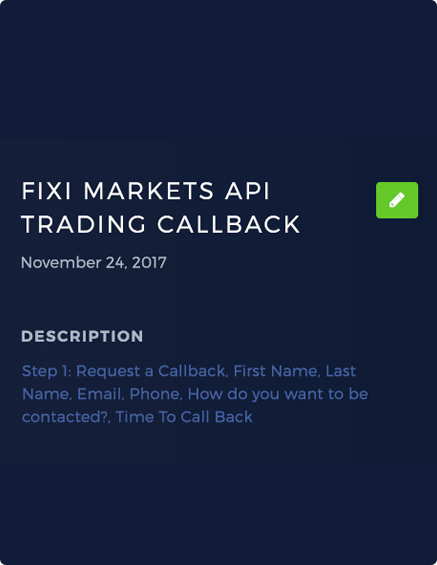 FIXI MARKETS API
TRADING CALLBACK
November 24, 2017
DESCRIPTION
Step 1: Request a Callback, First Name, Last
Name, Email, Phone, How do you want to be
contacted?, Time To Call Back